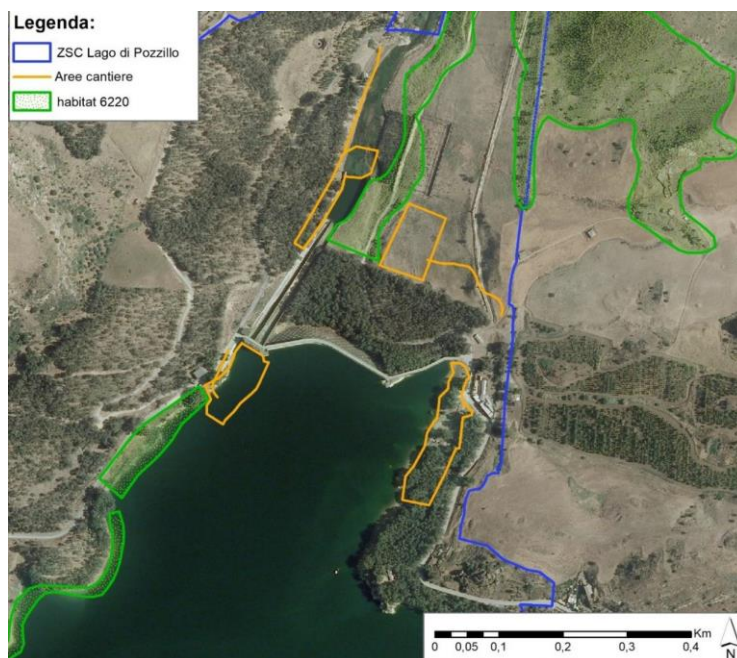 Legenda:
ZSC Lago di Pozzillo
Aree cantiere
habitat 6220
Km
0 0,05 0,1 0,2 0,3 0,4
N